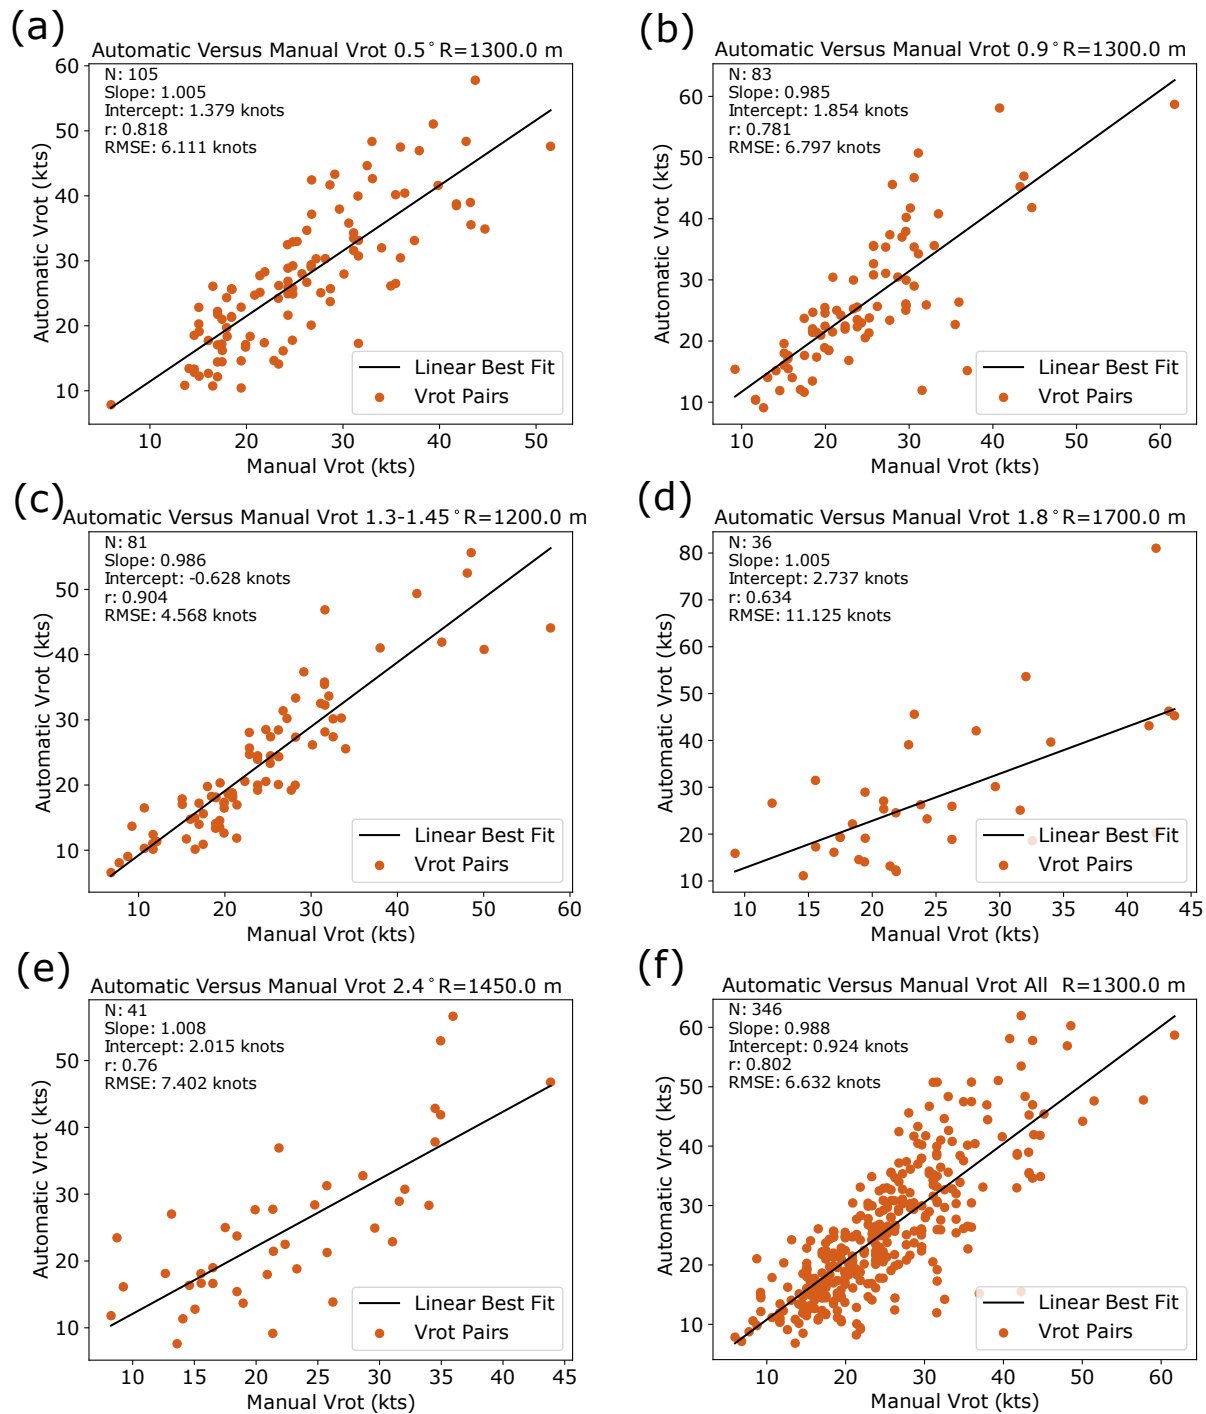 (a)
Automatic Versus Manual Vrot 0.5° R=1300.0 m
N: 105
Slope: 1.005
Intercept: 1.379 knots
r: 0.818
RMSE: 6.111 knots
60
50
40
30
20
10
Automatic Vrot (kts)
Linear Best Fit
Vrot Pairs
10 20 30 40 50
Manual Vrot (kts)
(b)
Automatic Versus Manual Vrot 0.9° R=1300.0 m
N: 83
Slope: 0.985
Intercept: 1.854 knots
r: 0.781
RMSE: 6.797 knots
60
50
40
30
20
10
Automatic Vrot (kts)
Linear Best Fit
Vrot Pairs
10 20 30 40 50 60
Manual Vrot (kts)
(c)
Automatic Versus Manual Vrot 1.3-1.45° R=1200.0 m
N: 81
Slope: 0.986
Intercept: -0.628 knots
r: 0.904
RMSE: 4.568 knots
50
40
30
20
10
Automatic Vrot (kts)
Linear Best Fit
Vrot Pairs
10 20 30 40 50 60
Manual Vrot (kts)
(d)
Automatic Versus Manual Vrot 1.8° R=1700.0 m
N: 36
Slope: 1.005
Intercept: 2.737 knots
r: 0.634
RMSE: 11.125 knots
80
70
60
50
40
30
20
10
Automatic Vrot (kts)
Linear Best Fit
Vrot Pairs
10 15 20 25 30 35 40 45
Manual Vrot (kts)
(e)
Automatic Versus Manual Vrot 2.4° R=1450.0 m
N: 41
Slope: 1.008
Intercept: 2.015 knots
r: 0.76
RMSE: 7.402 knots
50
40
30
20
10
Automatic Vrot (kts)
Linear Best Fit
Vrot Pairs
10 15 20 25 30 35 40 45
Manual Vrot (kts)
(f)
Automatic Versus Manual Vrot All R=1300.0 m
N: 346
Slope: 0.988
Intercept: 0.924 knots
r: 0.802
RMSE: 6.632 knots
60
50
40
30
20
10
Automatic Vrot (kts)
Linear Best Fit
Vrot Pairs
10 20 30 40 50 60
Manual Vrot (kts)